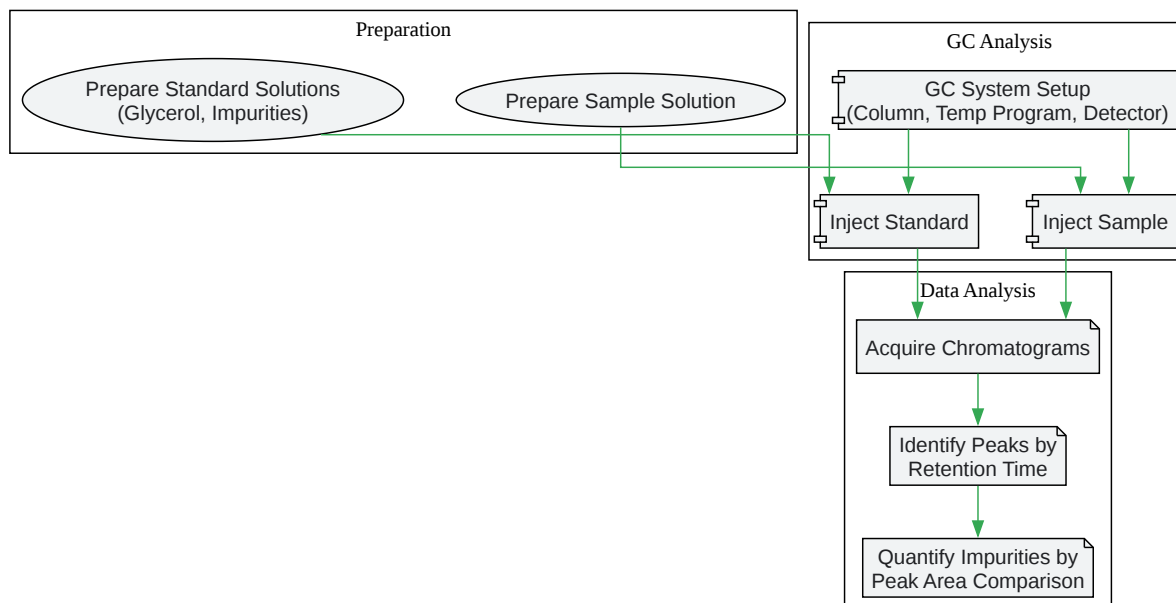 Preparation
Prepare Standard Solutions
(Glycerol, Impurities)
Prepare Sample Solution
GC Analysis
GC System Setup
(Column, Temp Program, Detector)
Inject Standard
Inject Sample
Data Analysis
Acquire Chromatograms
Identify Peaks by
Retention Time
Quantify Impurities by
Peak Area Comparison